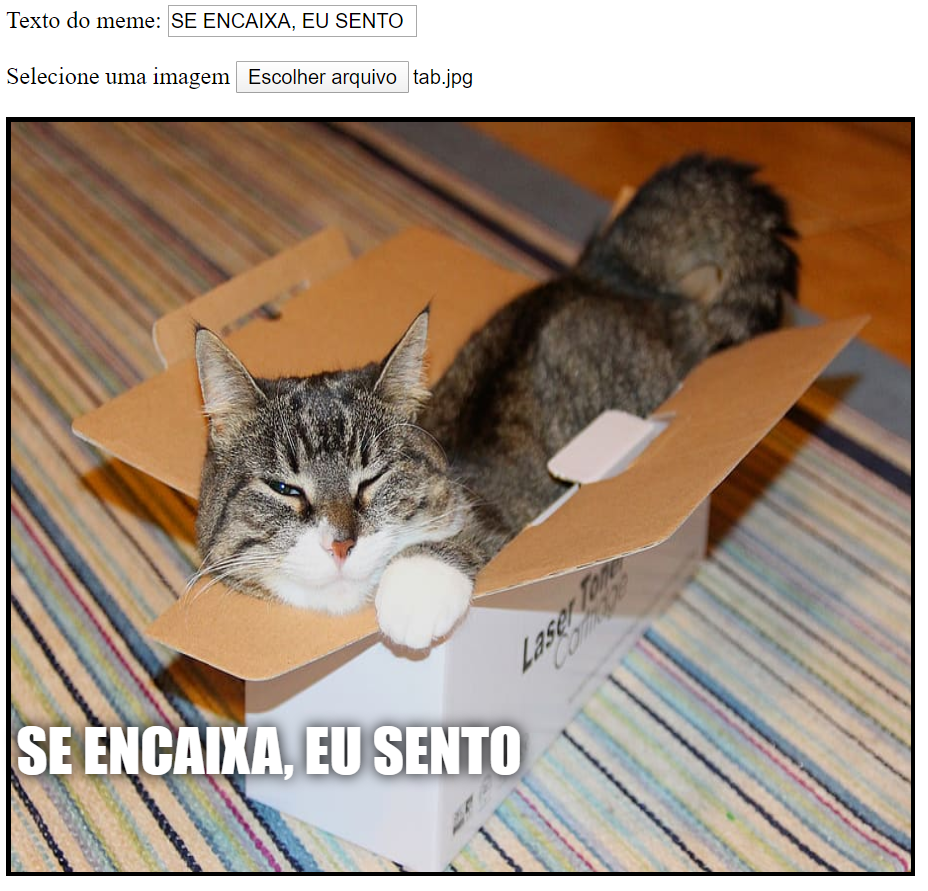 Texto do meme: SE ENCAIXA, EU SENTO
Selecione uma imagem Escolher arquivo tab.jpg
Laser Toner
Cartridge
SE ENCAIXA, EU SENTO